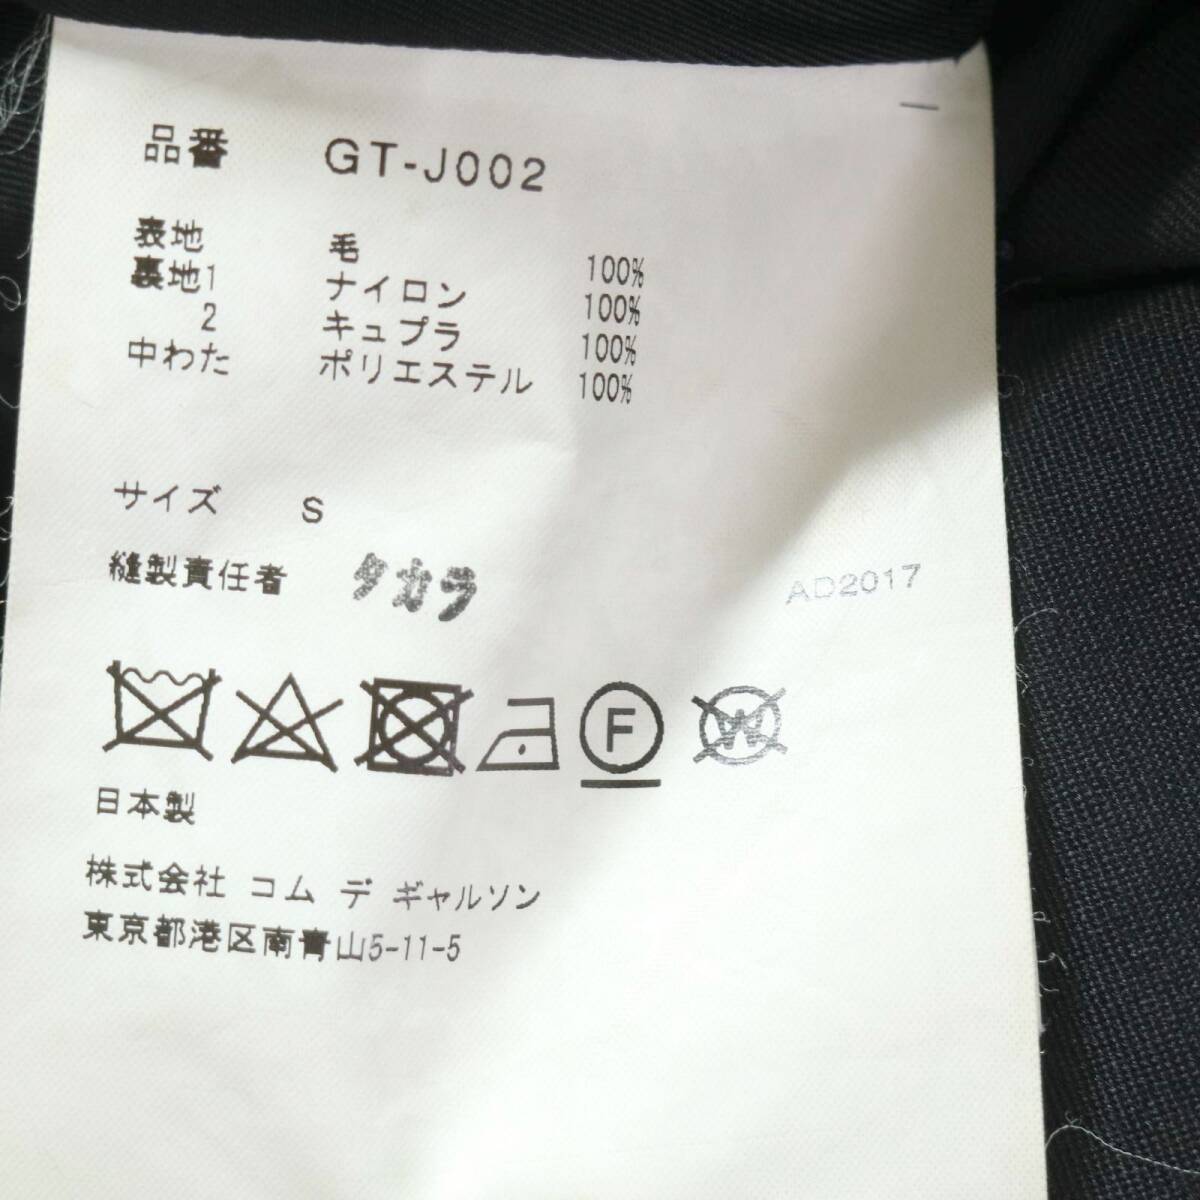 品番 GT-J002
表地 毛 100%
裏地1 ナイロン 100%
2 キュプラ 100%
中わた ポリエステル 100%
サイズ S
縫製責任者 タカラ
AD2017
F W
日本製
株式会社 コム デ ギャルソン
東京都港区南青山5-11-5